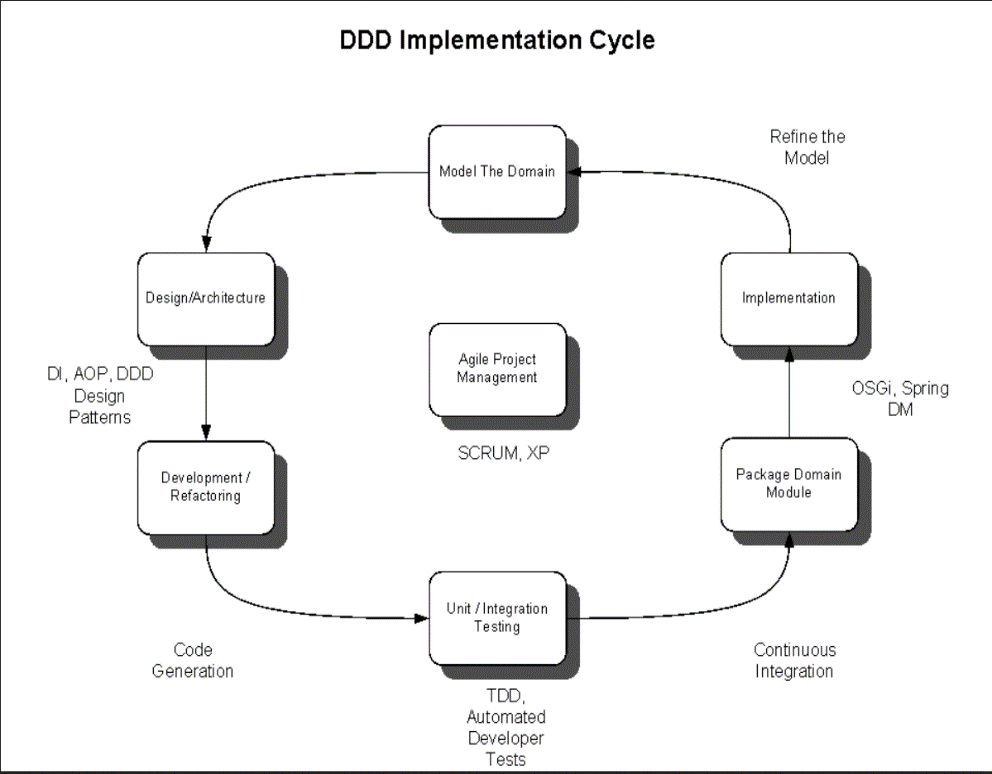 DDD Implementation Cycle
Refine the
Model
Model The Domain
Design/Architecture
Implementation
Agile Project
Management
DI, AOP, DDD
Design
Patterns
OSGi, Spring
DM
SCRUM, XP
Development /
Refactoring
Package Domain
Module
Unit / Integration
Testing
Code
Generation
Continuous
Integration
TDD,
Automated
Developer
Tests